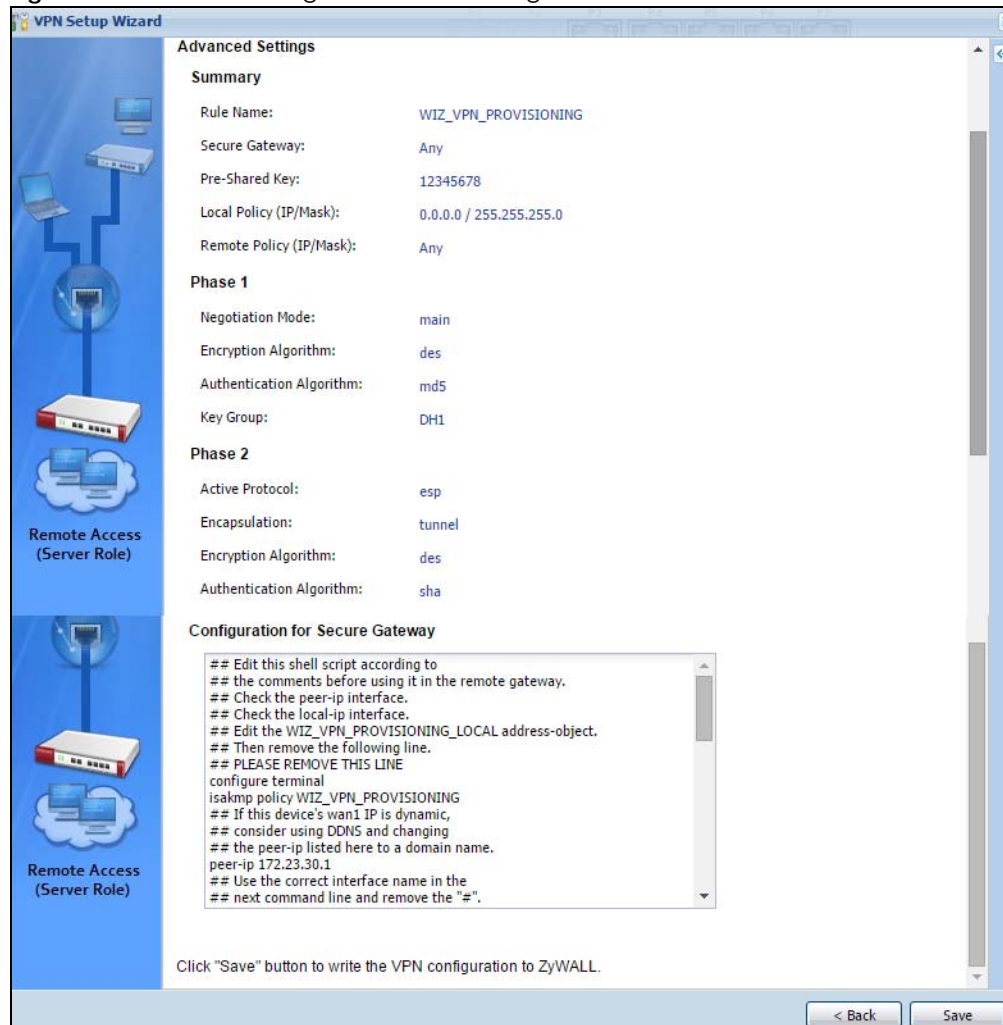 VPN Setup Wizard
Advanced Settings
Summary
Rule Name: WIZ_VPN_PROVISIONING
Secure Gateway: Any
Pre-Shared Key: 12345678
Local Policy (IP/Mask): 0.0.0.0 / 255.255.255.0
Remote Policy (IP/Mask): Any
Phase 1
Negotiation Mode: main
Encryption Algorithm: des
Authentication Algorithm: md5
Key Group: DH1
Phase 2
Active Protocol: esp
Encapsulation: tunnel
Encryption Algorithm: des
Authentication Algorithm: sha
Remote Access
(Server Role)
Configuration for Secure Gateway
## Edit this shell script according to
## the comments before using it in the remote gateway.
## Check the peer-ip interface.
## Check the local-ip interface.
## Edit the WIZ_VPN_PROVISIONING_LOCAL address-object.
## Then remove the following line.
## PLEASE REMOVE THIS LINE
configure terminal
isakmp policy WIZ_VPN_PROVISIONING
## If this device's wan1 IP is dynamic,
## consider using DDNS and changing
## the peer-ip listed here to a domain name.
peer-ip 172.23.30.1
## Use the correct interface name in the
## next command line and remove the "#".
Remote Access
(Server Role)
Click "Save" button to write the VPN configuration to ZyWALL.
< Back
Save